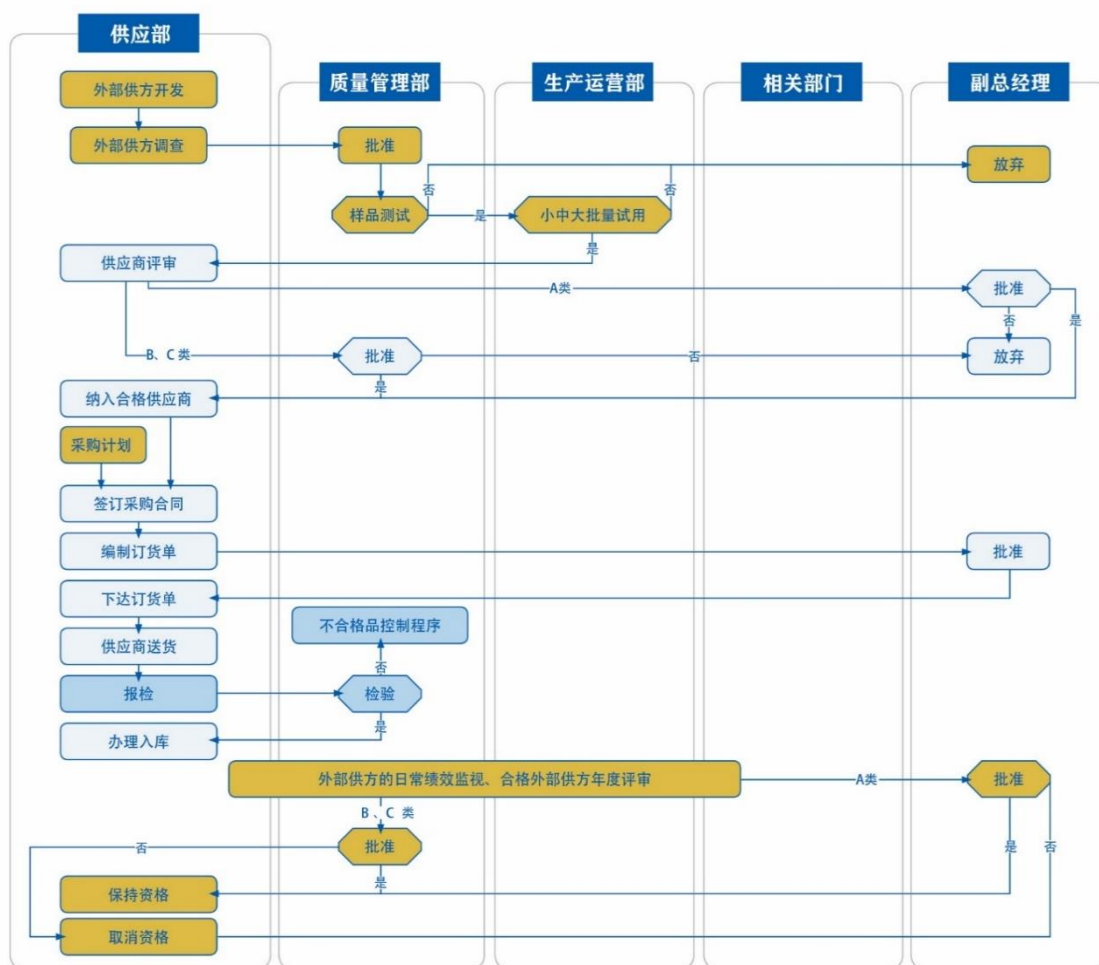 供应部
质量管理部
生产运营部
相关部门
副总经理
外部供方开发
外部供方调查
批准
否
否
放弃
样品测试
是
小中大批量试用
是
供应商评审
A类
批准
否
是
B、C 类
批准
否
放弃
是
纳入合格供应商
采购计划
签订采购合同
编制订货单
批准
下达订货单
不合格品控制程序
供应商送货
否
报检
检验
是
办理入库
外部供方的日常绩效监视、合格外部供方年度评审
A类
批准
B 、C 类
否
批准
是
否
是
保持资格
取消资格